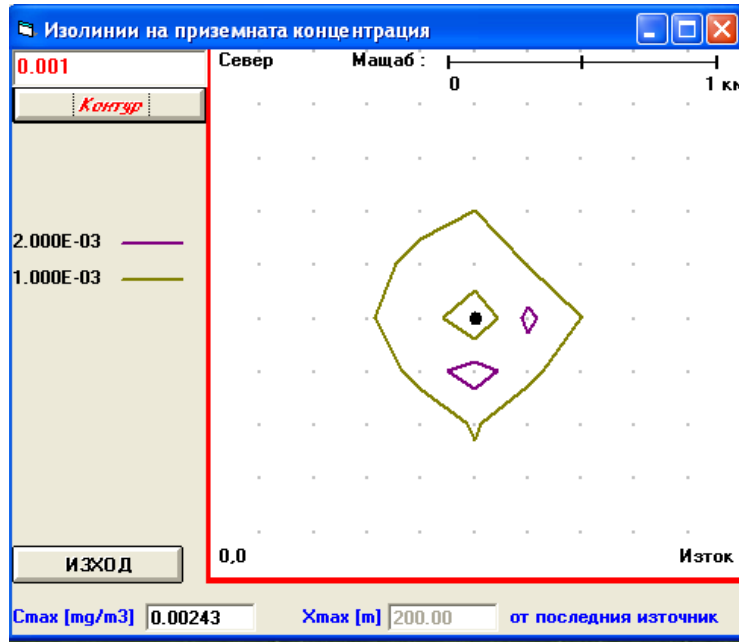 Изолинии на приземната концентрация
0.001
Север
Мащаб :
0
1 км
Контур
2.000E-03
1.000E-03
ИЗХОД
0,0
Изток
Cmax [mg/m3] 0.00243 Xmax [m] 200.00 от последния източник